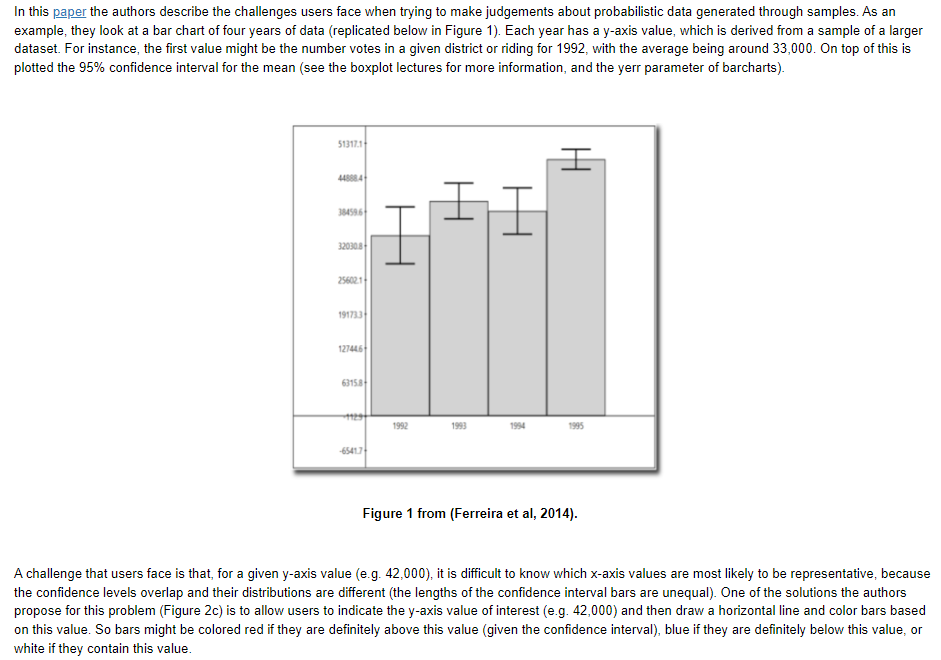 In this paper the authors describe the challenges users face when trying to make judgements about probabilistic data generated through samples. As an
example, they look at a bar chart of four years of data (replicated below in Figure 1). Each year has a y-axis value, which is derived from a sample of a larger
dataset. For instance, the first value might be the number votes in a given district or riding for 1992, with the average being around 33,000. On top of this is
plotted the 95% confidence interval for the mean (see the boxplot lectures for more information, and the yerr parameter of barcharts).
51317.1
44888.4
38459.6
32030.8
25602.1
19173.3
12744.6
6315.8
-112.9
1992 1993 1994 1995
-6541.7
Figure 1 from (Ferreira et al, 2014).
A challenge that users face is that, for a given y-axis value (e.g. 42,000), it is difficult to know which x-axis values are most likely to be representative, because
the confidence levels overlap and their distributions are different (the lengths of the confidence interval bars are unequal). One of the solutions the authors
propose for this problem (Figure 2c) is to allow users to indicate the y-axis value of interest (e.g. 42,000) and then draw a horizontal line and color bars based
on this value. So bars might be colored red if they are definitely above this value (given the confidence interval), blue if they are definitely below this value, or
white if they contain this value.